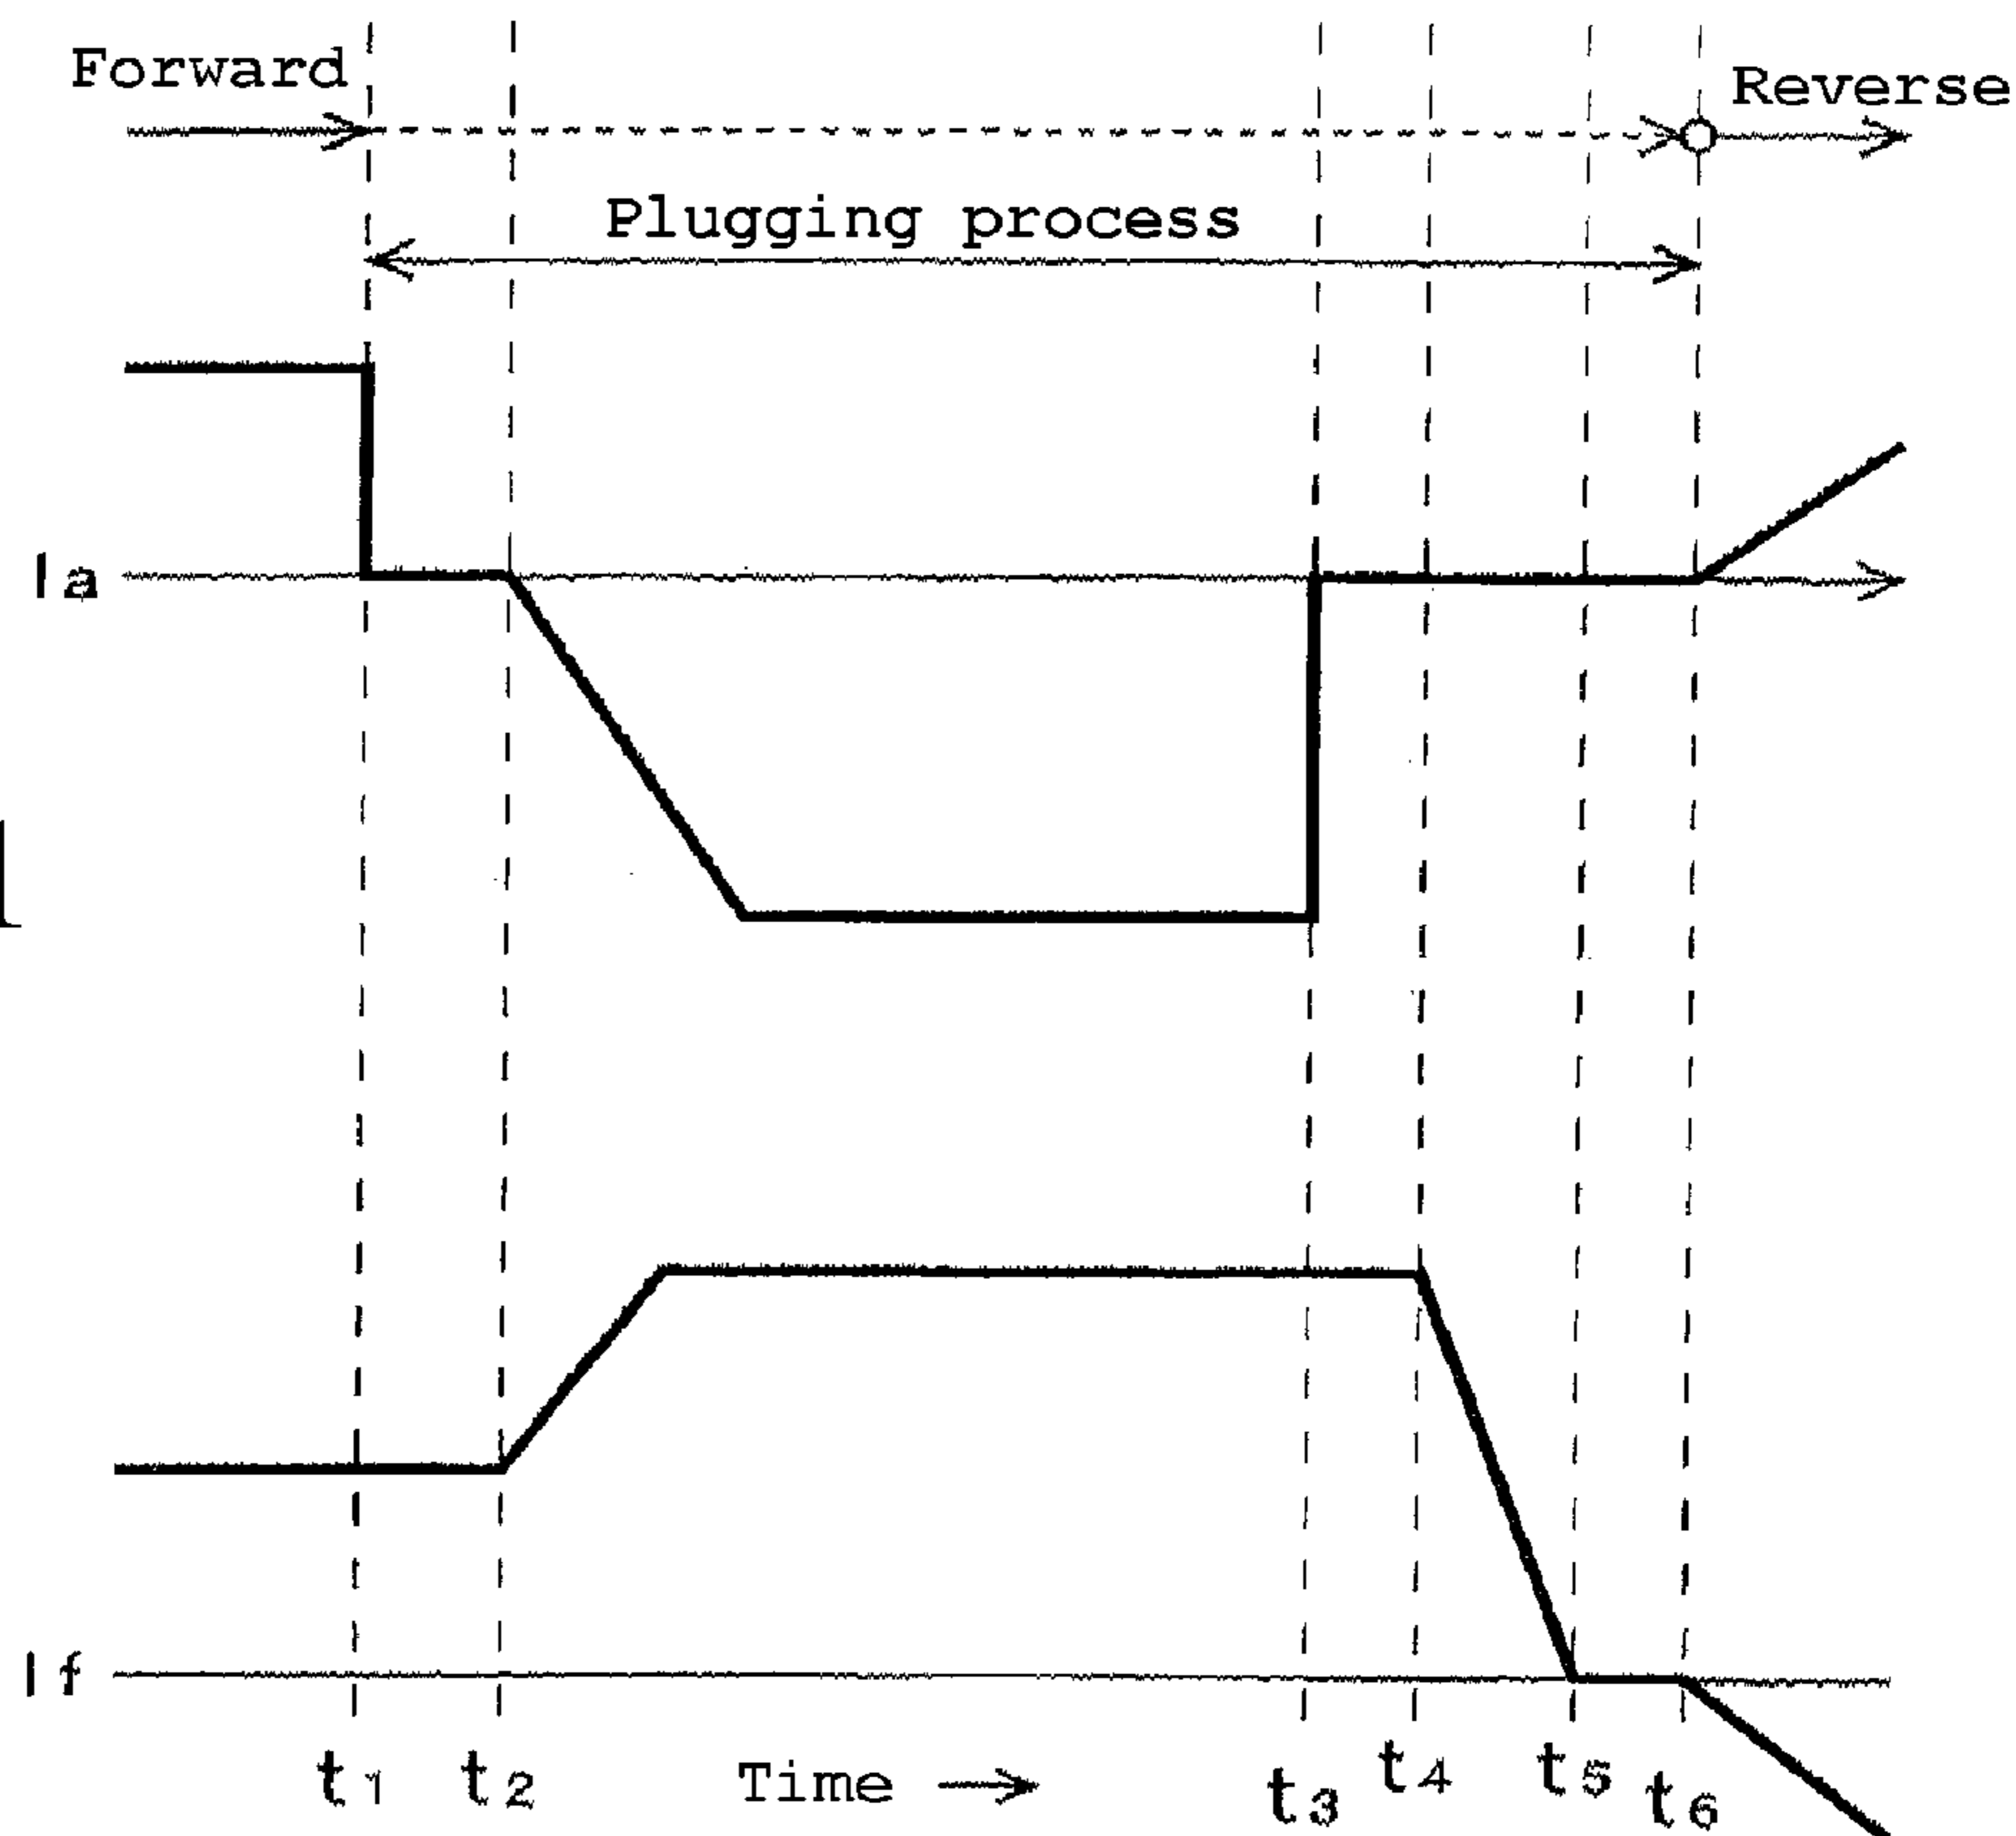 Forward
Reverse
Plugging process
Ia
If
t1 t2 Time t3 t4 t5 t6